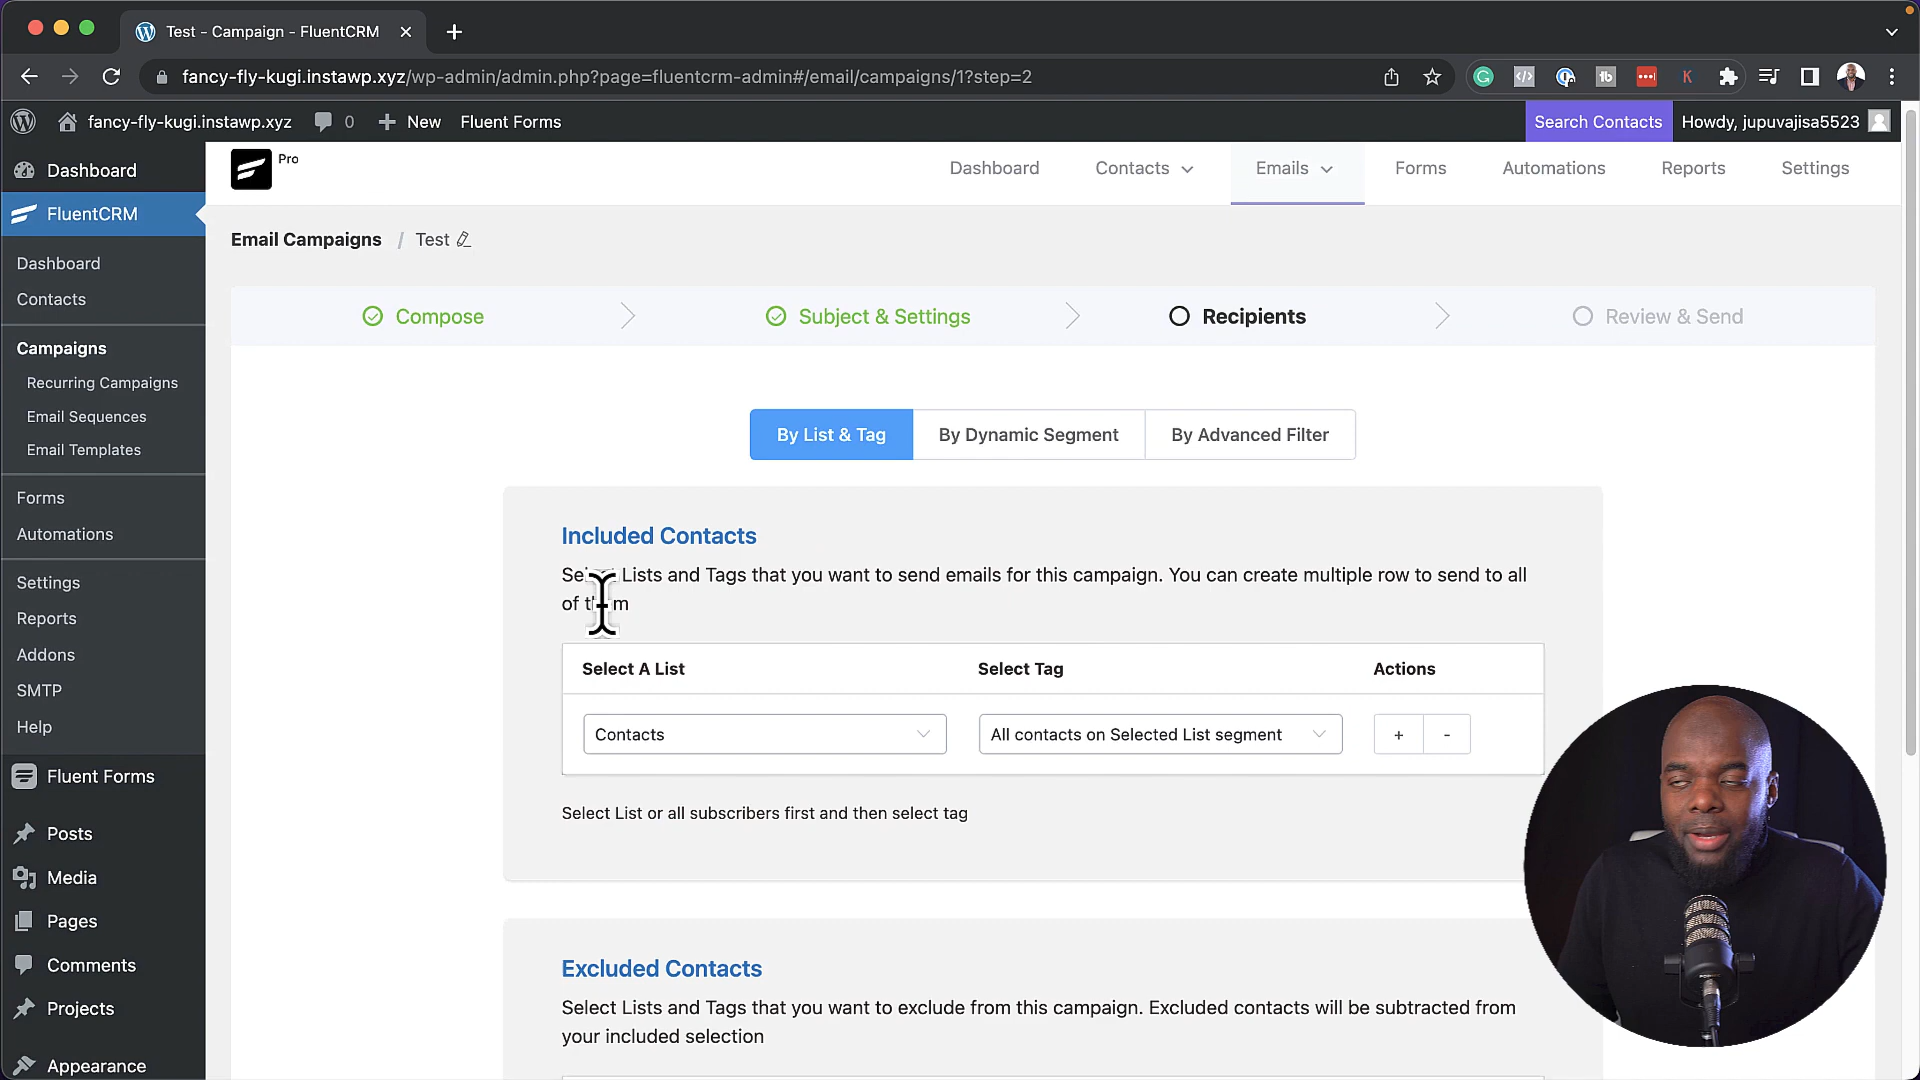 Test - Campaign - FluentCRM
fancy-fly-kugi.instawp.xyz/wp-admin/admin.php?page=fluentcrm-admin#/email/campaigns/1?step=2
fancy-fly-kugi.instawp.xyz 0 New Fluent Forms Search Contacts Howdy, jupuvajisa5523
Pro
Dashboard Contacts Emails Forms Automations Reports Settings
Dashboard
FluentCRM
Dashboard
Contacts
Campaigns
Recurring Campaigns
Email Sequences
Email Templates
Forms
Automations
Settings
Reports
Addons
SMTP
Help
Fluent Forms
Posts
Media
Pages
Comments
Projects
Appearance
Email Campaigns / Test
Compose Subject & Settings Recipients Review & Send
By List & Tag By Dynamic Segment By Advanced Filter
Included Contacts
Select Lists and Tags that you want to send emails for this campaign. You can create multiple row to send to all
of them
Select A List Select Tag Actions
Contacts All contacts on Selected List segment + -
Select List or all subscribers first and then select tag
Excluded Contacts
Select Lists and Tags that you want to exclude from this campaign. Excluded contacts will be subtracted from
your included selection